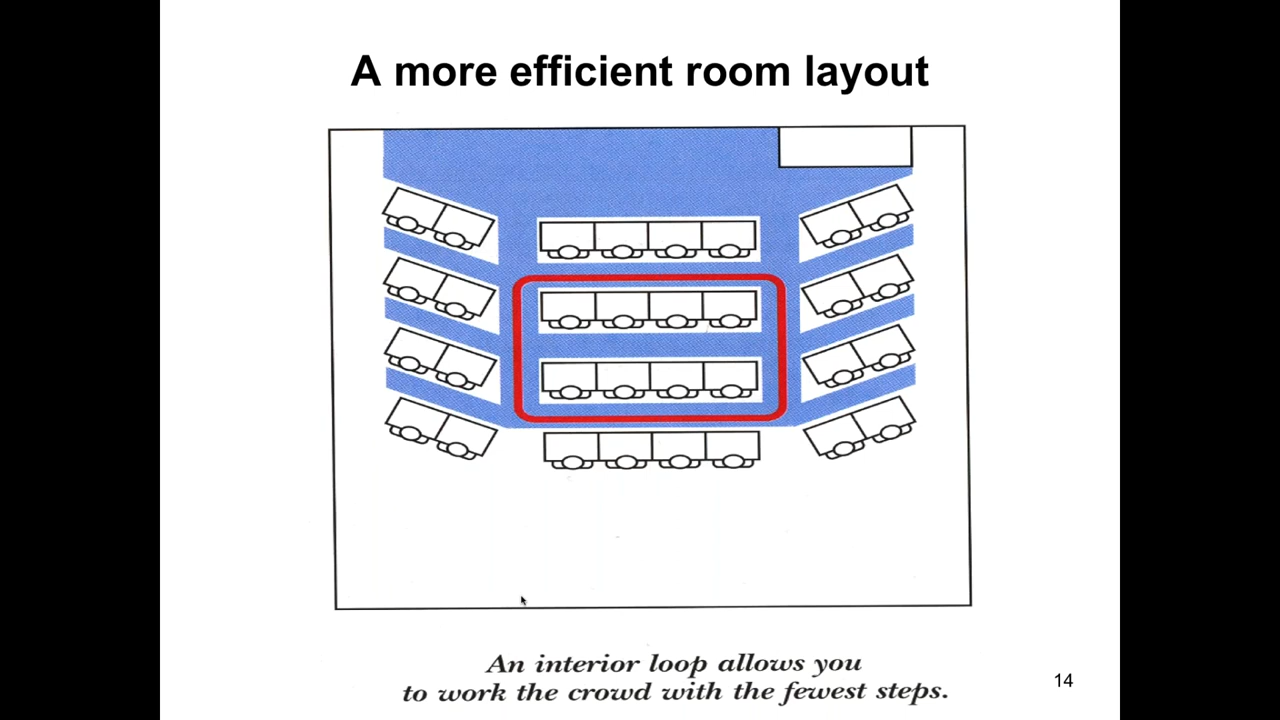 A more efficient room layout
An interior loop allows you
to work the crowd with the fewest steps.
14